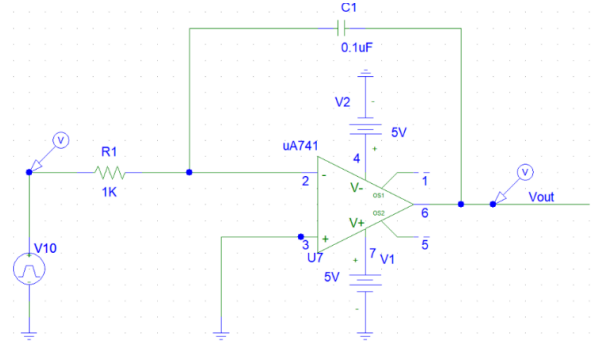 C1
0.1uF
V
R1
1K
V10
V2
-
5V
+
uA741
4
2
-
V-
OS1
1
V
Vout
6
V+
OS2
5
3
+
U7
7
V1
+
5V
-
+
-